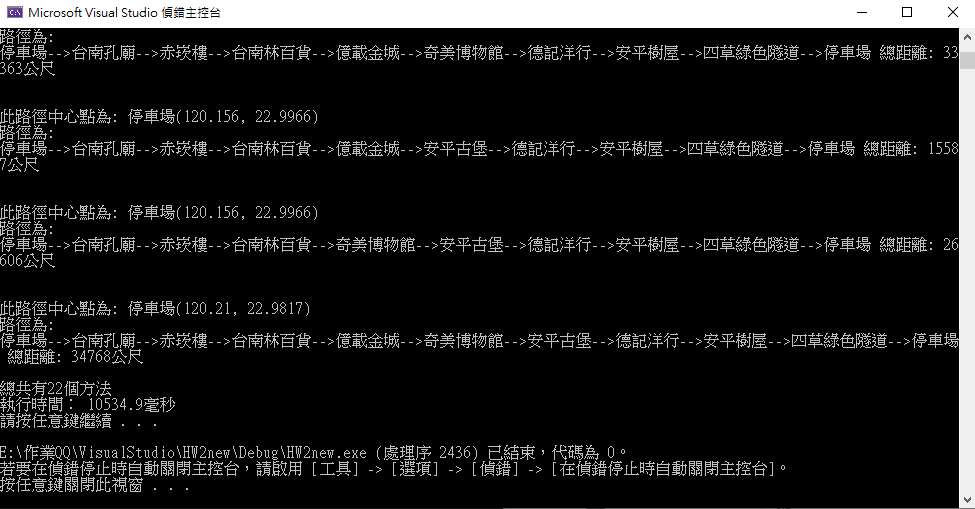 Microsoft Visual Studio 偵錯主控台
路徑為:
停車場-->台南孔廟-->赤崁樓-->台南林百貨-->億載金城-->奇美博物館-->德記洋行-->安平樹屋-->四草綠色隧道-->停車場 總距離: 33
363公尺
此路徑中心點為: 停車場(120.156, 22.9966)
路徑為:
停車場-->台南孔廟-->赤崁樓-->台南林百貨-->億載金城-->安平古堡-->德記洋行-->安平樹屋-->四草綠色隧道-->停車場 總距離: 1558
7公尺
此路徑中心點為: 停車場(120.156, 22.9966)
路徑為:
停車場-->台南孔廟-->赤崁樓-->台南林百貨-->奇美博物館-->安平古堡-->德記洋行-->安平樹屋-->四草綠色隧道-->停車場 總距離: 26
606公尺
此路徑中心點為: 停車場(120.21, 22.9817)
路徑為:
停車場-->台南孔廟-->赤崁樓-->台南林百貨-->億載金城-->奇美博物館-->安平古堡-->德記洋行-->安平樹屋-->四草綠色隧道-->停車場
總距離: 34768公尺
總共有22個方法
執行時間： 10534.9毫秒
請按任意鍵繼續 . . .
E:\作業QQ\VisualStudio\HW2new\Debug\HW2new.exe (處理序 2436) 已結束，代碼為 0。
若要在偵錯停止時自動關閉主控台，請啟用 [工具] -> [選項] -> [偵錯] -> [在偵錯停止時自動關閉主控台]。
按任意鍵關閉此視窗 . . .